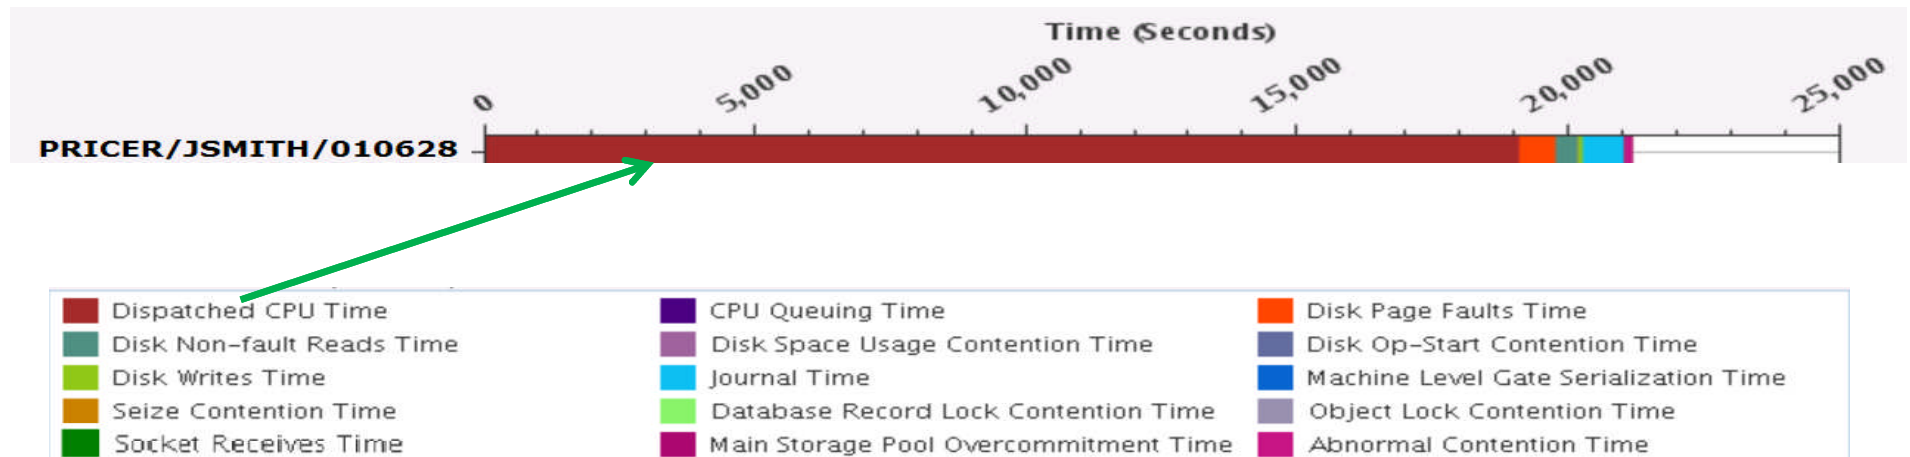 Time (Seconds)
0 5,000 10,000 15,000 20,000 25,000
PRICER/JSMITH/010628
Dispatched CPU Time CPU Queuing Time Disk Page Faults Time
Disk Non-fault Reads Time Disk Space Usage Contention Time Disk Op-Start Contention Time
Disk Writes Time Journal Time Machine Level Gate Serialization Time
Seize Contention Time Database Record Lock Contention Time Object Lock Contention Time
Socket Receives Time Main Storage Pool Overcommitment Time Abnormal Contention Time